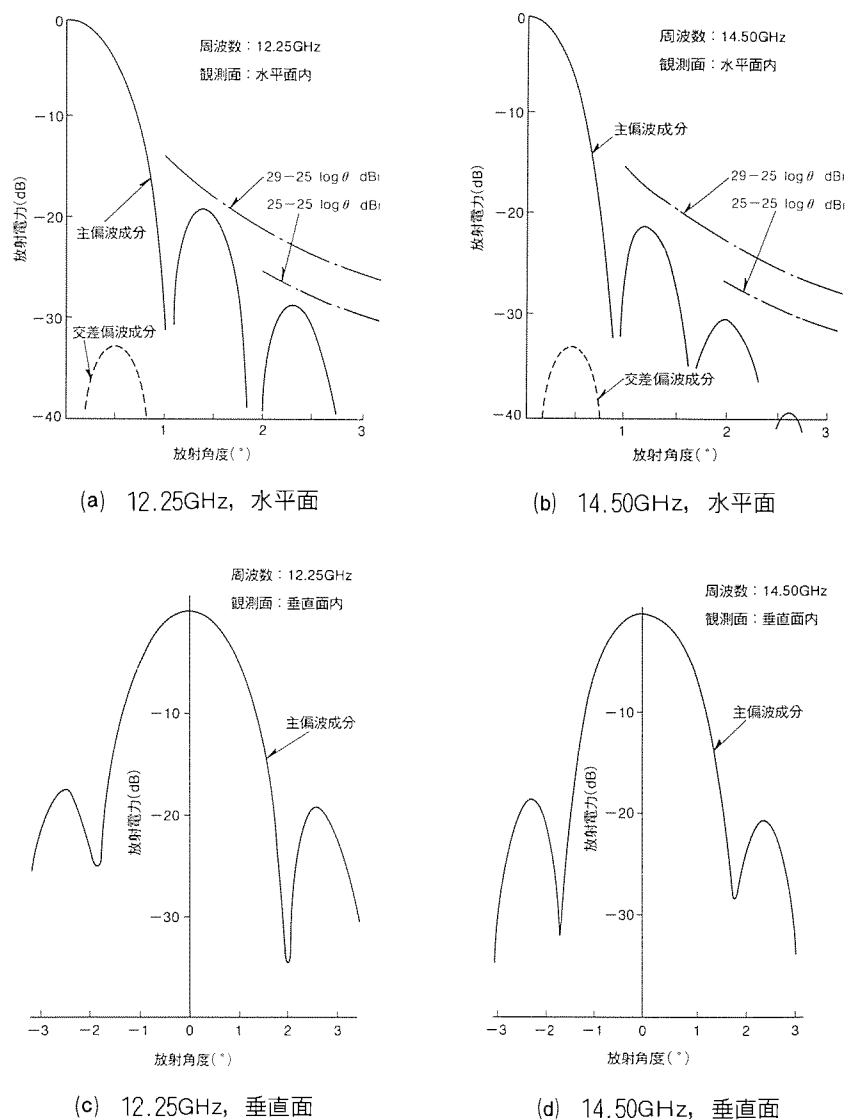 0
-10
-20
-30
-40
放射電力(dB)
周波数：12.25GHz
観測面：水平面内
29-25 log θ dBi
25-25 log θ dBi
主偏波成分
交差偏波成分
1
2
3
放射角度(°)
(a) 12.25GHz，水平面
0
-10
-20
-30
-40
放射電力(dB)
周波数：14.50GHz
観測面：水平面内
主偏波成分
29-25 log θ dBi
25-25 log θ dBi
交差偏波成分
1
2
3
放射角度(°)
(b) 14.50GHz，水平面
周波数：12.25GHz
観測面：垂直面内
主偏波成分
-10
-20
-30
放射電力(dB)
-3
-2
-1
0
1
2
3
放射角度(°)
(c) 12.25GHz，垂直面
周波数：14.50GHz
観測面：垂直面内
主偏波成分
-10
-20
-30
放射電力(dB)
-3
-2
-1
0
1
2
3
放射角度(°)
(d) 14.50GHz，垂直面